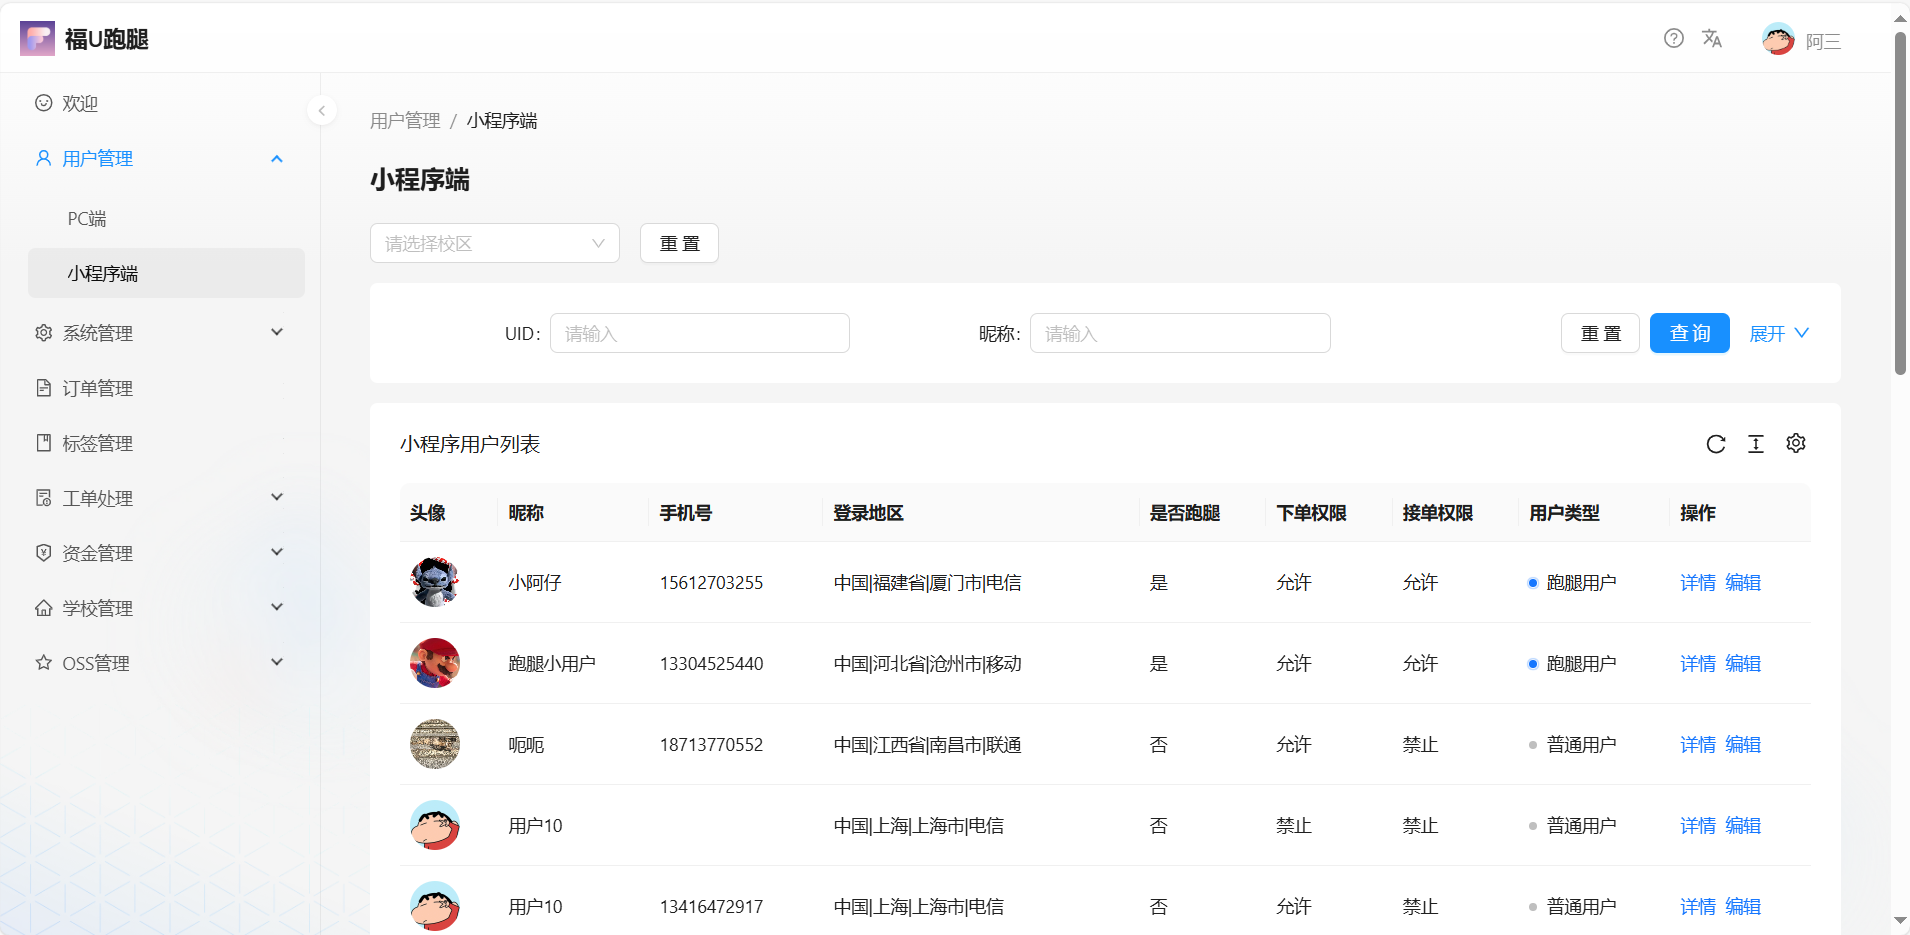 福U跑腿
阿三
欢迎
用户管理
PC端
小程序端
系统管理
订单管理
标签管理
工单处理
资金管理
学校管理
OSS管理
用户管理 / 小程序端
小程序端
请选择校区 重 置
UID: 请输入 昵称: 请输入 重 置 查 询 展开
小程序用户列表
头像 昵称 手机号 登录地区 是否跑腿 下单权限 接单权限 用户类型 操作
小阿仔 15612703255 中国|福建省|厦门市|电信 是 允许 允许 跑腿用户 详情 编辑
跑腿小用户 13304525440 中国|河北省|沧州市|移动 是 允许 允许 跑腿用户 详情 编辑
呃呃 18713770552 中国|江西省|南昌市|联通 否 允许 禁止 普通用户 详情 编辑
用户10 中国|上海|上海市|电信 否 禁止 禁止 普通用户 详情 编辑
用户10 13416472917 中国|上海|上海市|电信 否 允许 禁止 普通用户 详情 编辑